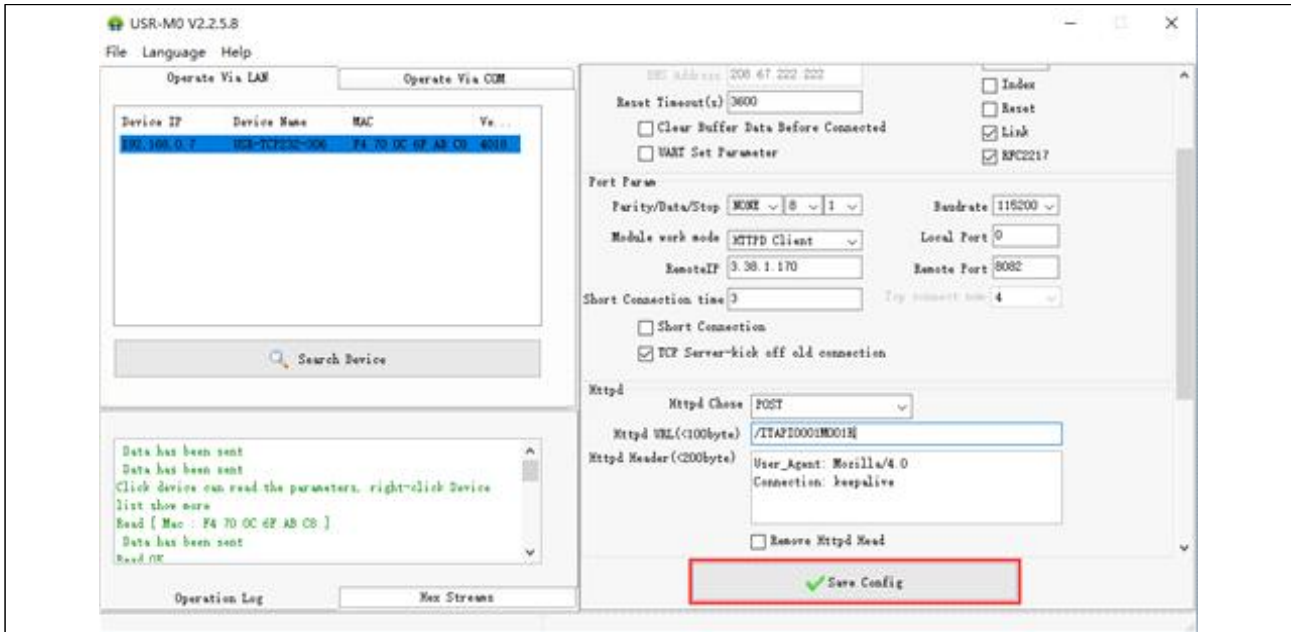 USR-M0 V2.2.5.8
File Language Help
Operate Via LAN
Operate Via COM
Device IP Device Name MAC Ve...
192.168.0.7 USR-TCP232-306 F4 70 0C 6F AB C8 4018
Search Device
Data has been sent
Data has been sent
Click device can read the parameters, right-click Device
list show more
Read [ Mac : F4 70 0C 6F AB C8 ]
Data has been sent
Read OK
Operation Log
Hex Streams
DNS Address 208.67.222.222
Reset Timeout(s) 3600
Clear Buffer Data Before Connected
UART Set Parameter
Index
Reset
Link
RFC2217
Port Param
Parity/Data/Stop NONE 8 1 Baudrate 115200
Module work mode HTTPD Client Local Port 0
RemoteIP 3.38.1.170 Remote Port 8082
Short Connection time 3 4
Short Connection
TCP Server-kick off old connection
Httpd
Httpd Chose POST
Httpd URL(<100byte) /ITAPI0001M001H
Httpd Header(<200byte) User_Agent: Mozilla/4.0
Connection: keepalive
Remove Httpd Head
Save Config